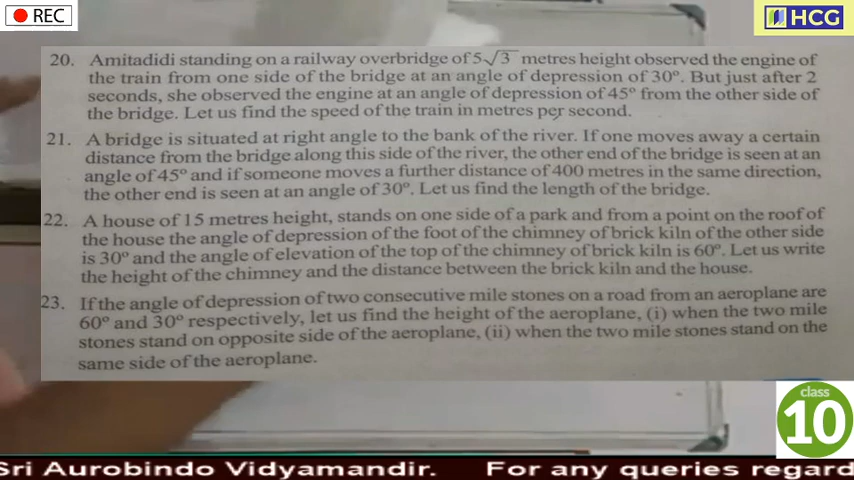 REC
HCG
20. Amitadidi standing on a railway overbridge of 5√3 metres height observed the engine of
the train from one side of the bridge at an angle of depression of 30°. But just after 2
seconds, she observed the engine at an angle of depression of 45° from the other side of
the bridge. Let us find the speed of the train in metres per second.
21. A bridge is situated at right angle to the bank of the river. If one moves away a certain
distance from the bridge along this side of the river, the other end of the bridge is seen at an
angle of 45° and if someone moves a further distance of 400 metres in the same direction,
the other end is seen at an angle of 30°. Let us find the length of the bridge.
22. A house of 15 metres height, stands on one side of a park and from a point on the roof of
the house the angle of depression of the foot of the chimney of brick kiln of the other side
is 30° and the angle of elevation of the top of the chimney of brick kiln is 60°. Let us write
the height of the chimney and the distance between the brick kiln and the house.
23. If the angle of depression of two consecutive mile stones on a road from an aeroplane are
60° and 30° respectively, let us find the height of the aeroplane, (i) when the two mile
stones stand on opposite side of the aeroplane, (ii) when the two mile stones stand on the
same side of the aeroplane.
class
10
Sri Aurobindo Vidyamandir. For any queries regard